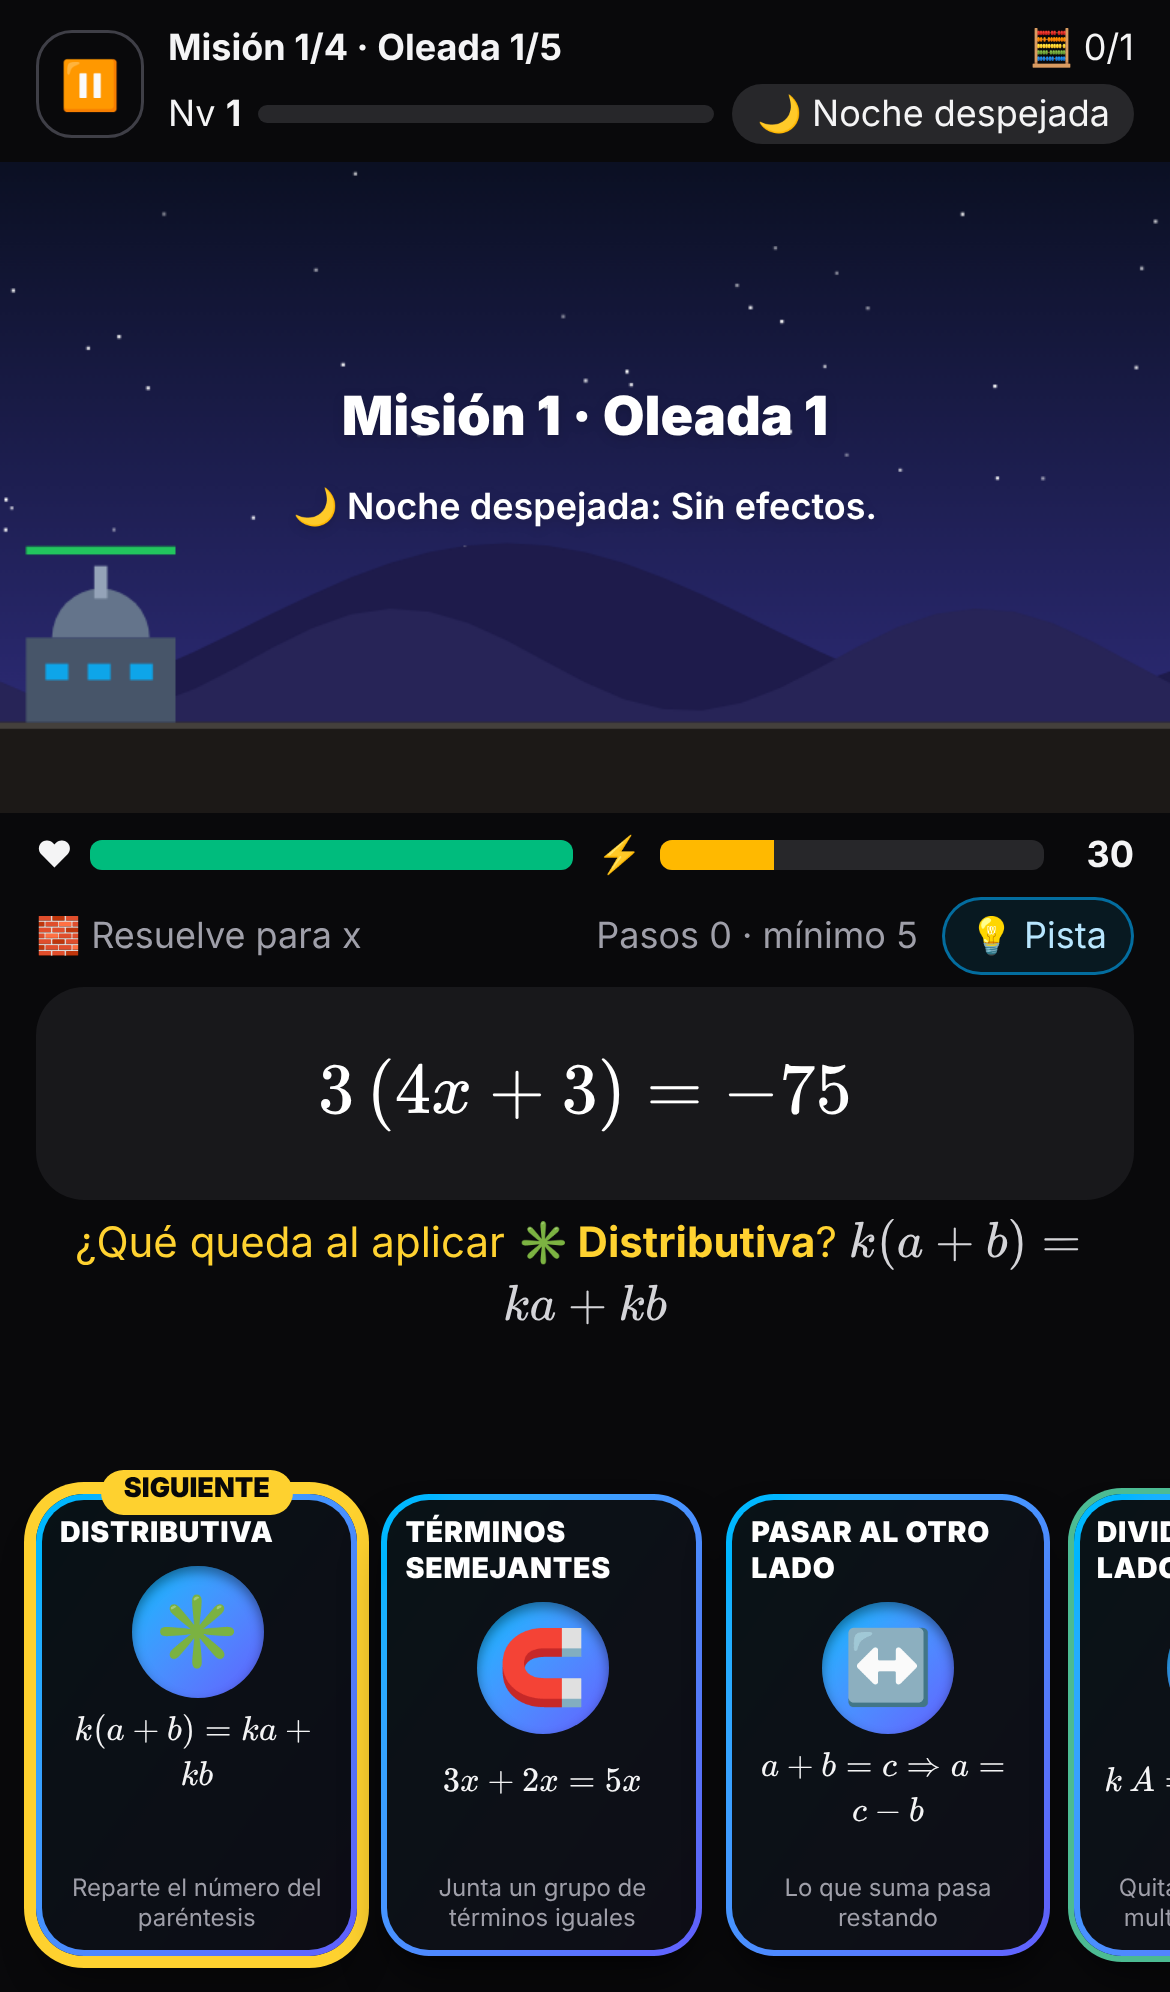 Misión 1/4 · Oleada 1/5
🧮 0/1
Nv 1
🌙 Noche despejada
Misión 1 · Oleada 1
🌙 Noche despejada: Sin efectos.
30
🧱 Resuelve para x
Pasos 0 · mínimo 5
💡 Pista
3 (4x + 3) = −75
¿Qué queda al aplicar ✳️ Distributiva? k(a + b) =
ka + kb
SIGUIENTE
DISTRIBUTIVA
k(a + b) = ka +
kb
Reparte el número del
paréntesis
TÉRMINOS
SEMEJANTES
3x + 2x = 5x
Junta un grupo de
términos iguales
PASAR AL OTRO
LADO
a + b = c ⇒ a =
c − b
Lo que suma pasa
restando
k A